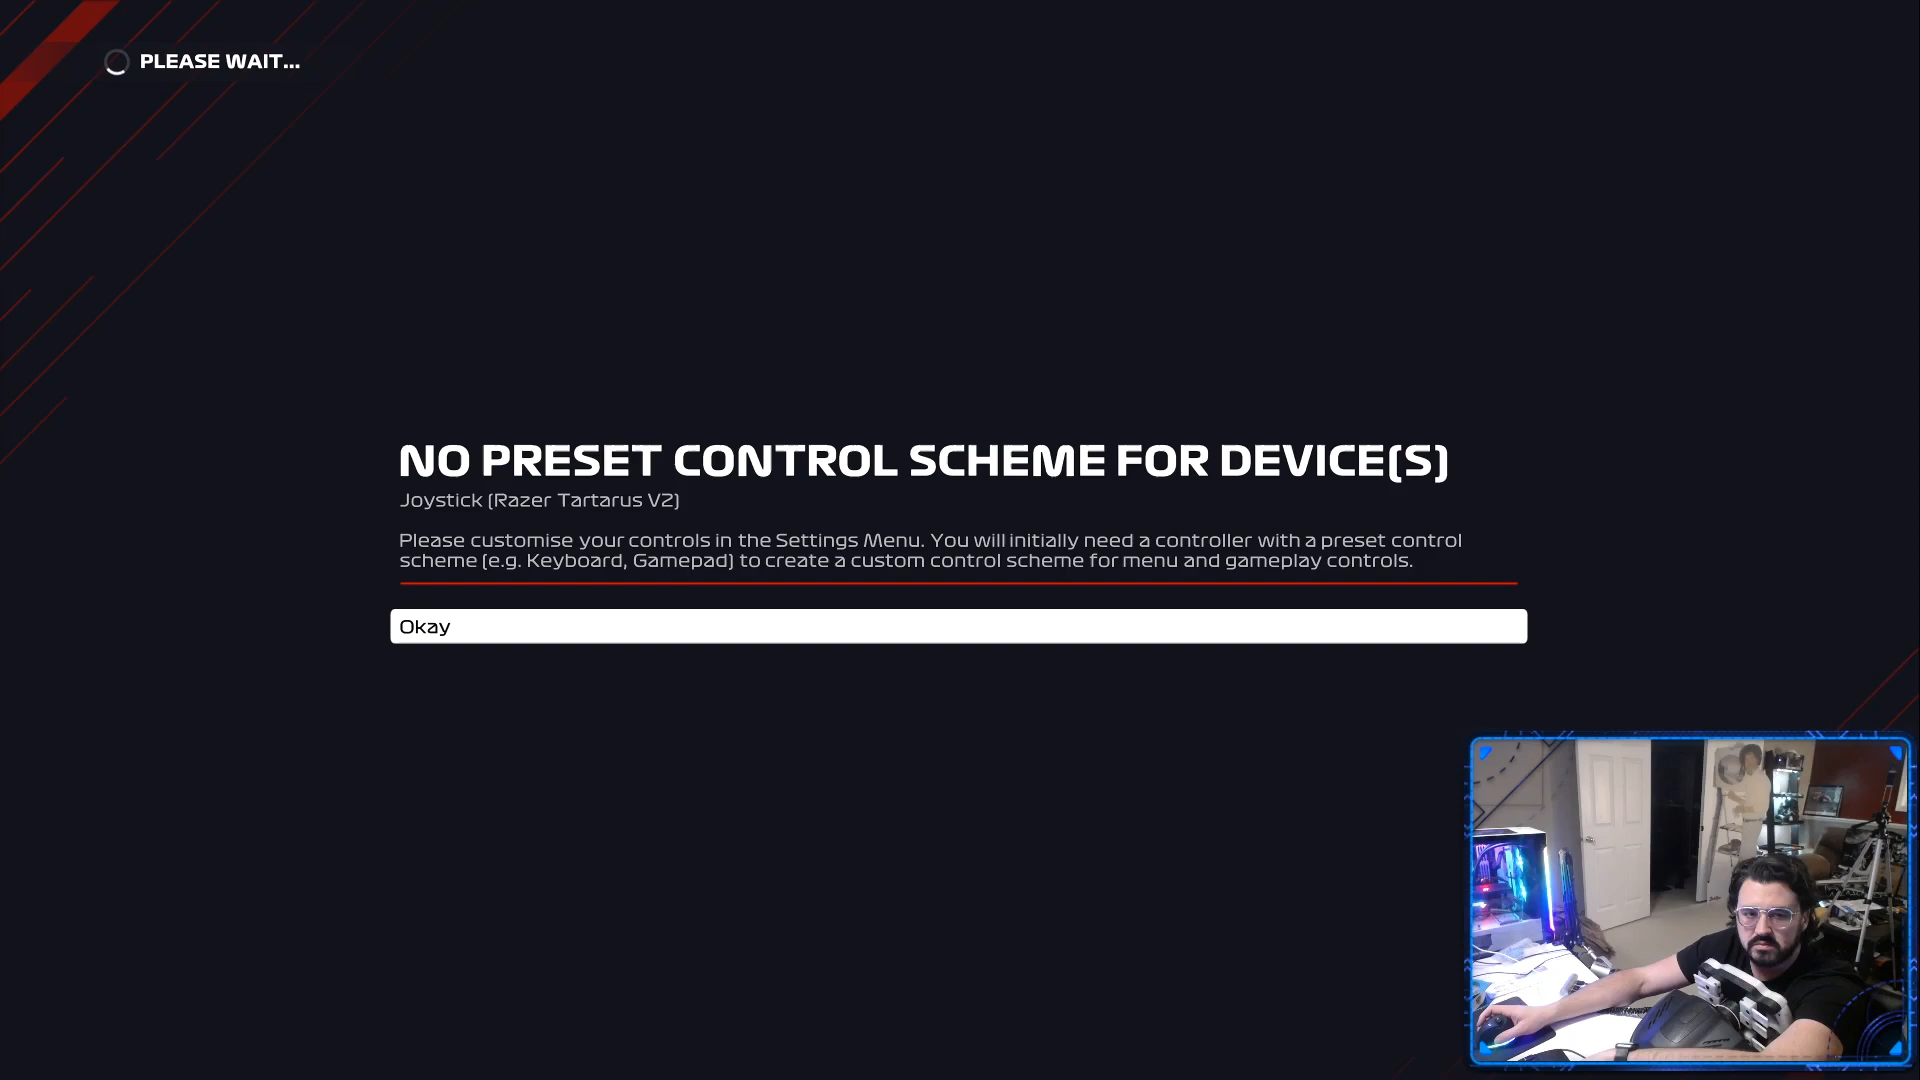 PLEASE WAIT...
NO PRESET CONTROL SCHEME FOR DEVICE(S)
Joystick (Razer Tartarus V2)
Please customise your controls in the Settings Menu. You will initially need a controller with a preset control
scheme (e.g. Keyboard, Gamepad) to create a custom control scheme for menu and gameplay controls.
Okay